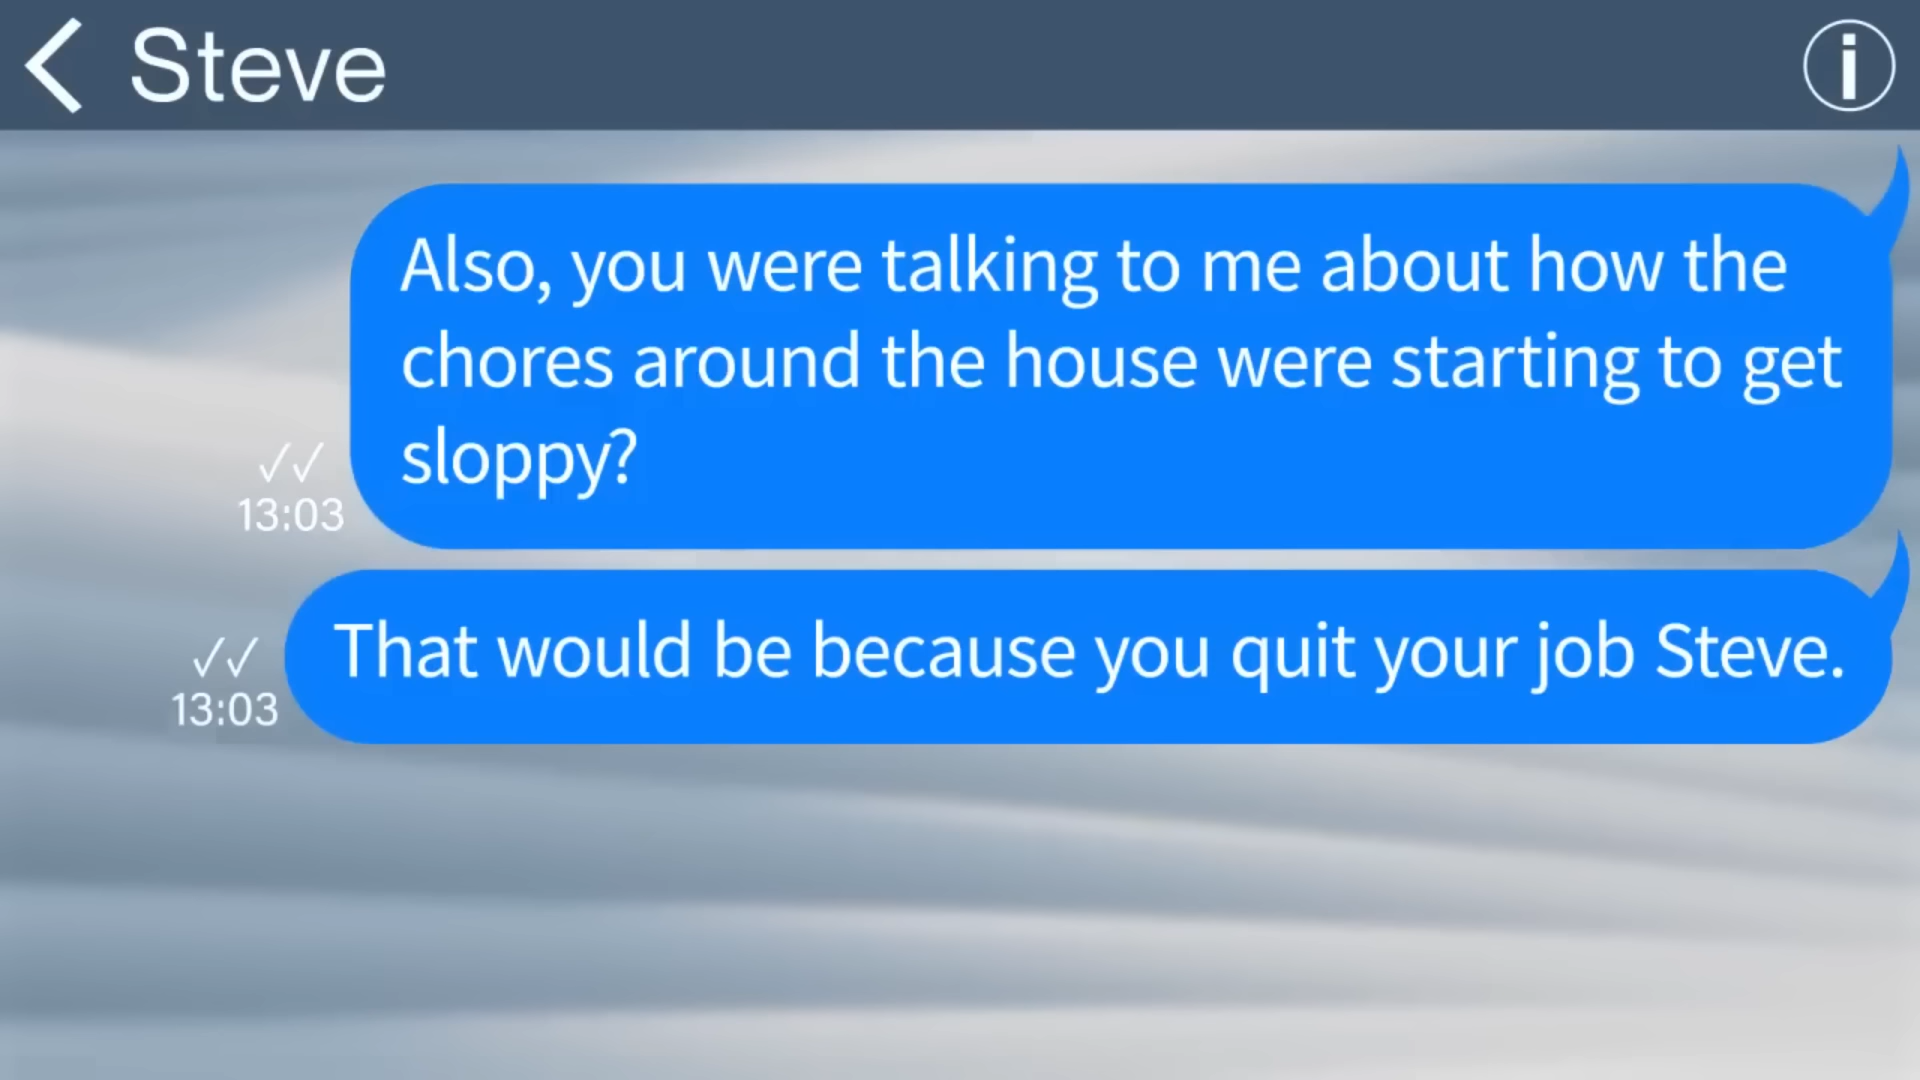 Steve
Also, you were talking to me about how the
chores around the house were starting to get
sloppy?
✓✓
13:03
That would be because you quit your job Steve.
✓✓
13:03